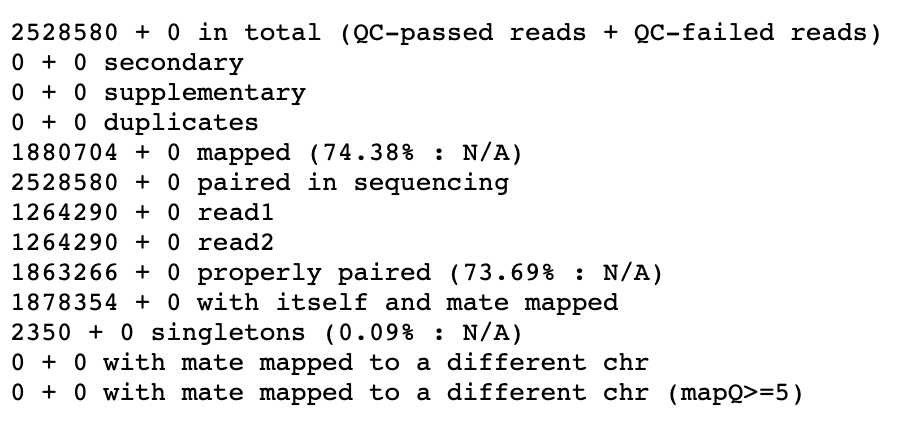 2528580 + 0 in total (QC-passed reads + QC-failed reads)
0 + 0 secondary
0 + 0 supplementary
0 + 0 duplicates
1880704 + 0 mapped (74.38% : N/A)
2528580 + 0 paired in sequencing
1264290 + 0 read1
1264290 + 0 read2
1863266 + 0 properly paired (73.69% : N/A)
1878354 + 0 with itself and mate mapped
2350 + 0 singletons (0.09% : N/A)
0 + 0 with mate mapped to a different chr
0 + 0 with mate mapped to a different chr (mapQ>=5)